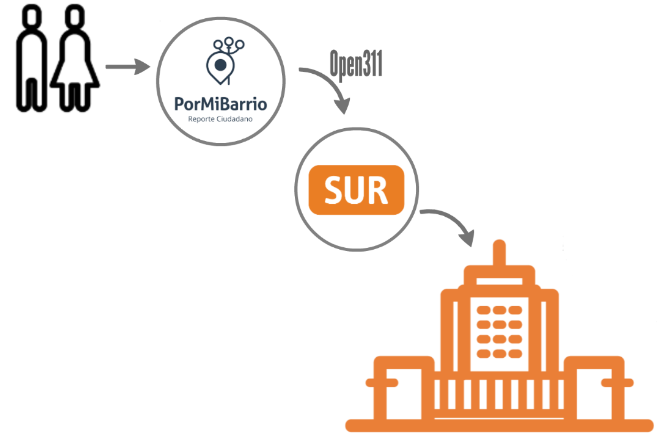 PorMiBarrio
Reporte Ciudadano
Open311
SUR